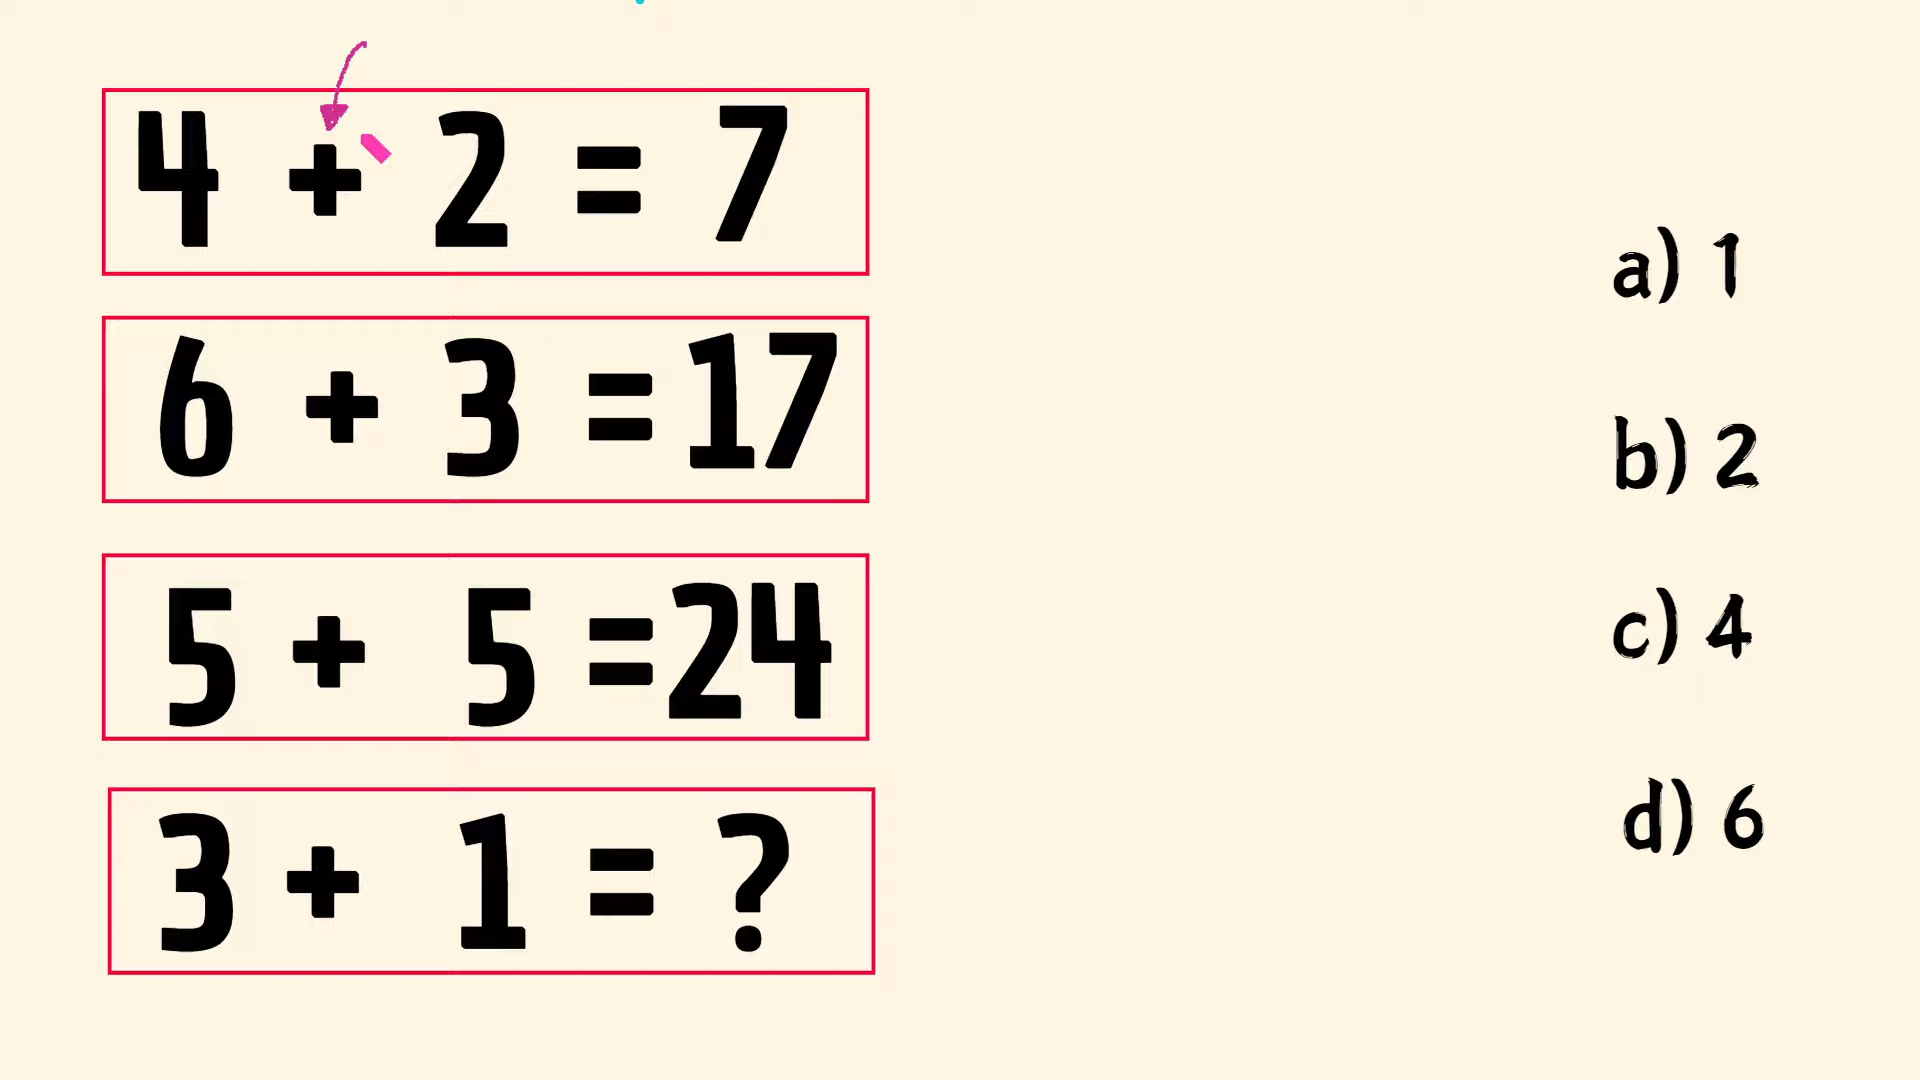 4 + 2 = 7
6 + 3 = 17
5 + 5 = 24
3 + 1 = ?
a) 1
b) 2
c) 4
d) 6